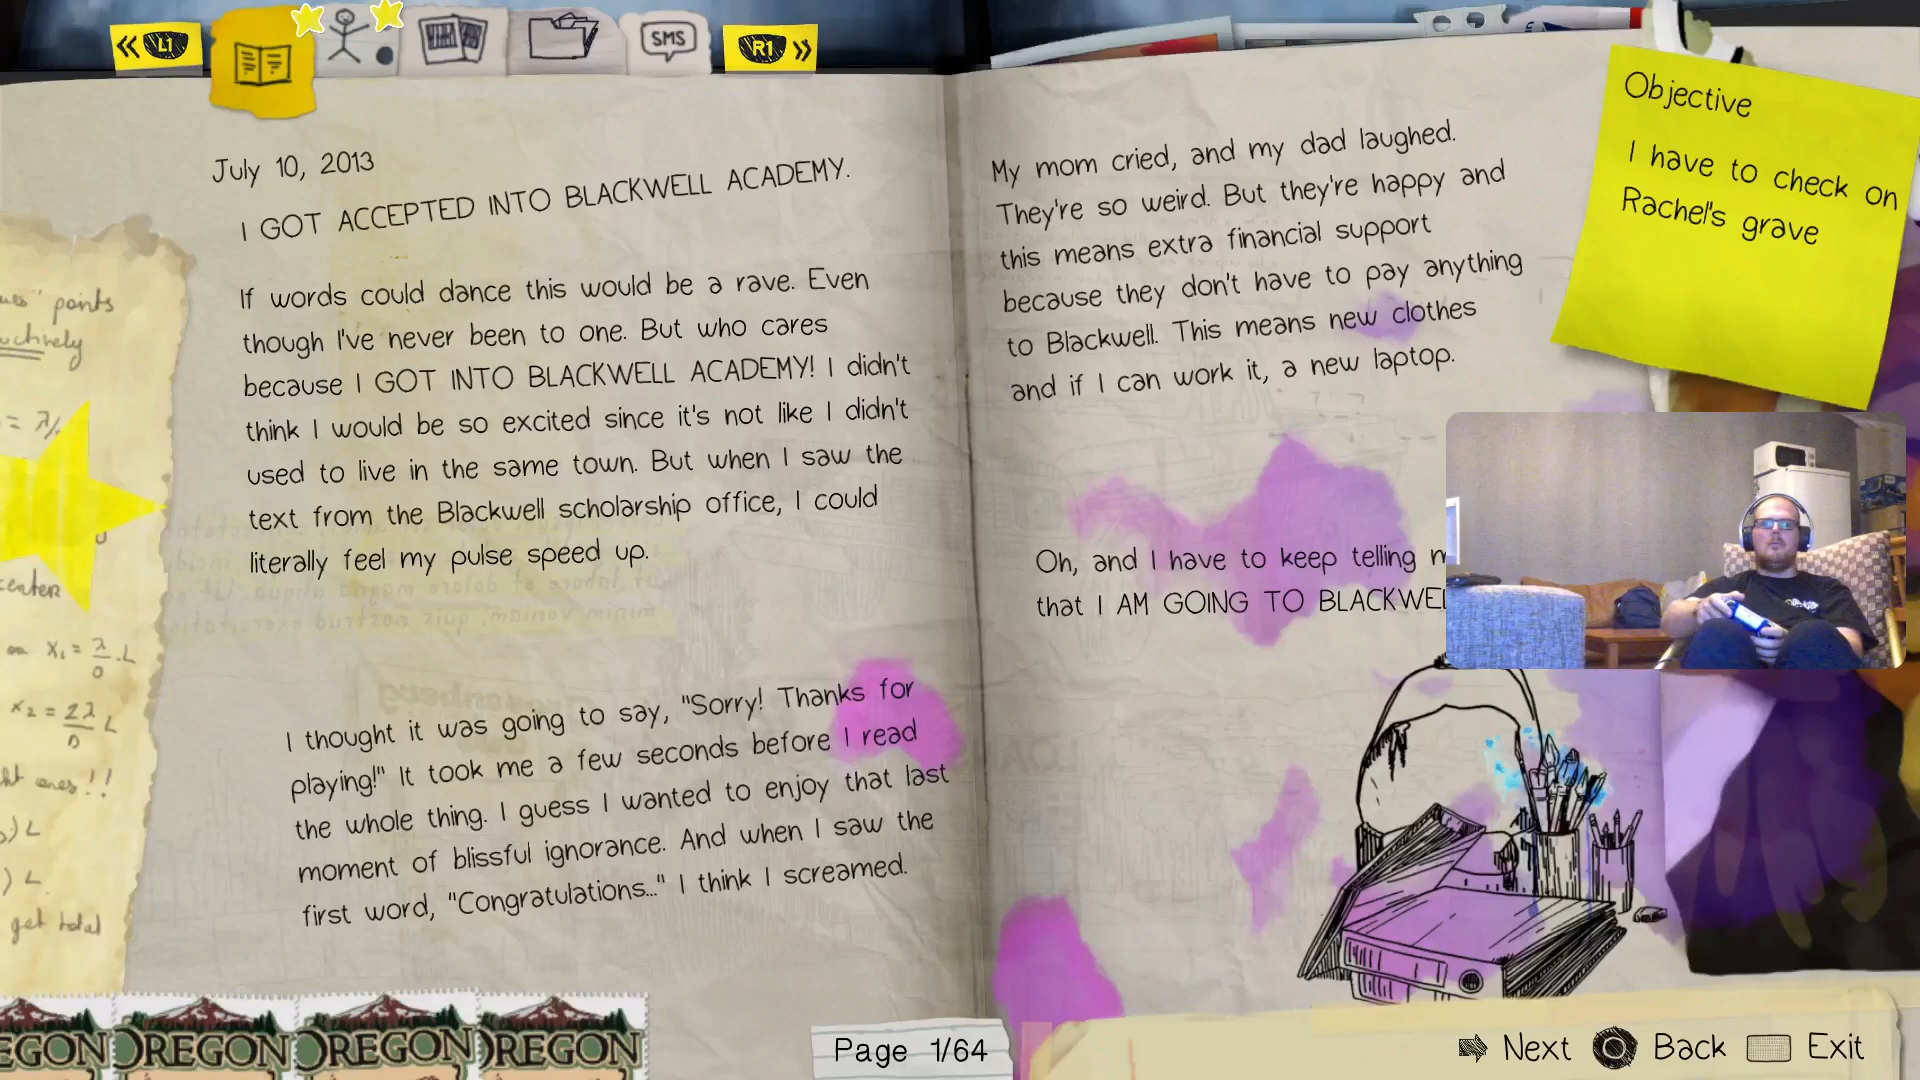 L1
SMS
R1
July 10, 2013
I GOT ACCEPTED INTO BLACKWELL ACADEMY.
If words could dance this would be a rave. Even
though I've never been to one. But who cares
because I GOT INTO BLACKWELL ACADEMY! I didn't
think I would be so excited since it's not like I didn't
used to live in the same town. But when I saw the
text from the Blackwell scholarship office, I could
literally feel my pulse speed up.
I thought it was going to say, "Sorry! Thanks for
playing!" It took me a few seconds before I read
the whole thing. I guess I wanted to enjoy that last
moment of blissful ignorance. And when I saw the
first word, "Congratulations..." I think I screamed.
My mom cried, and my dad laughed.
They're so weird. But they're happy and
this means extra financial support
because they don't have to pay anything
to Blackwell. This means new clothes
and if I can work it, a new laptop.
Oh, and I have to keep telling m
that I AM GOING TO BLACKWEL
Objective
I have to check on
Rachel's grave
points
get total
EGON OREGON OREGON OREGON
Page 1/64
Next Back Exit